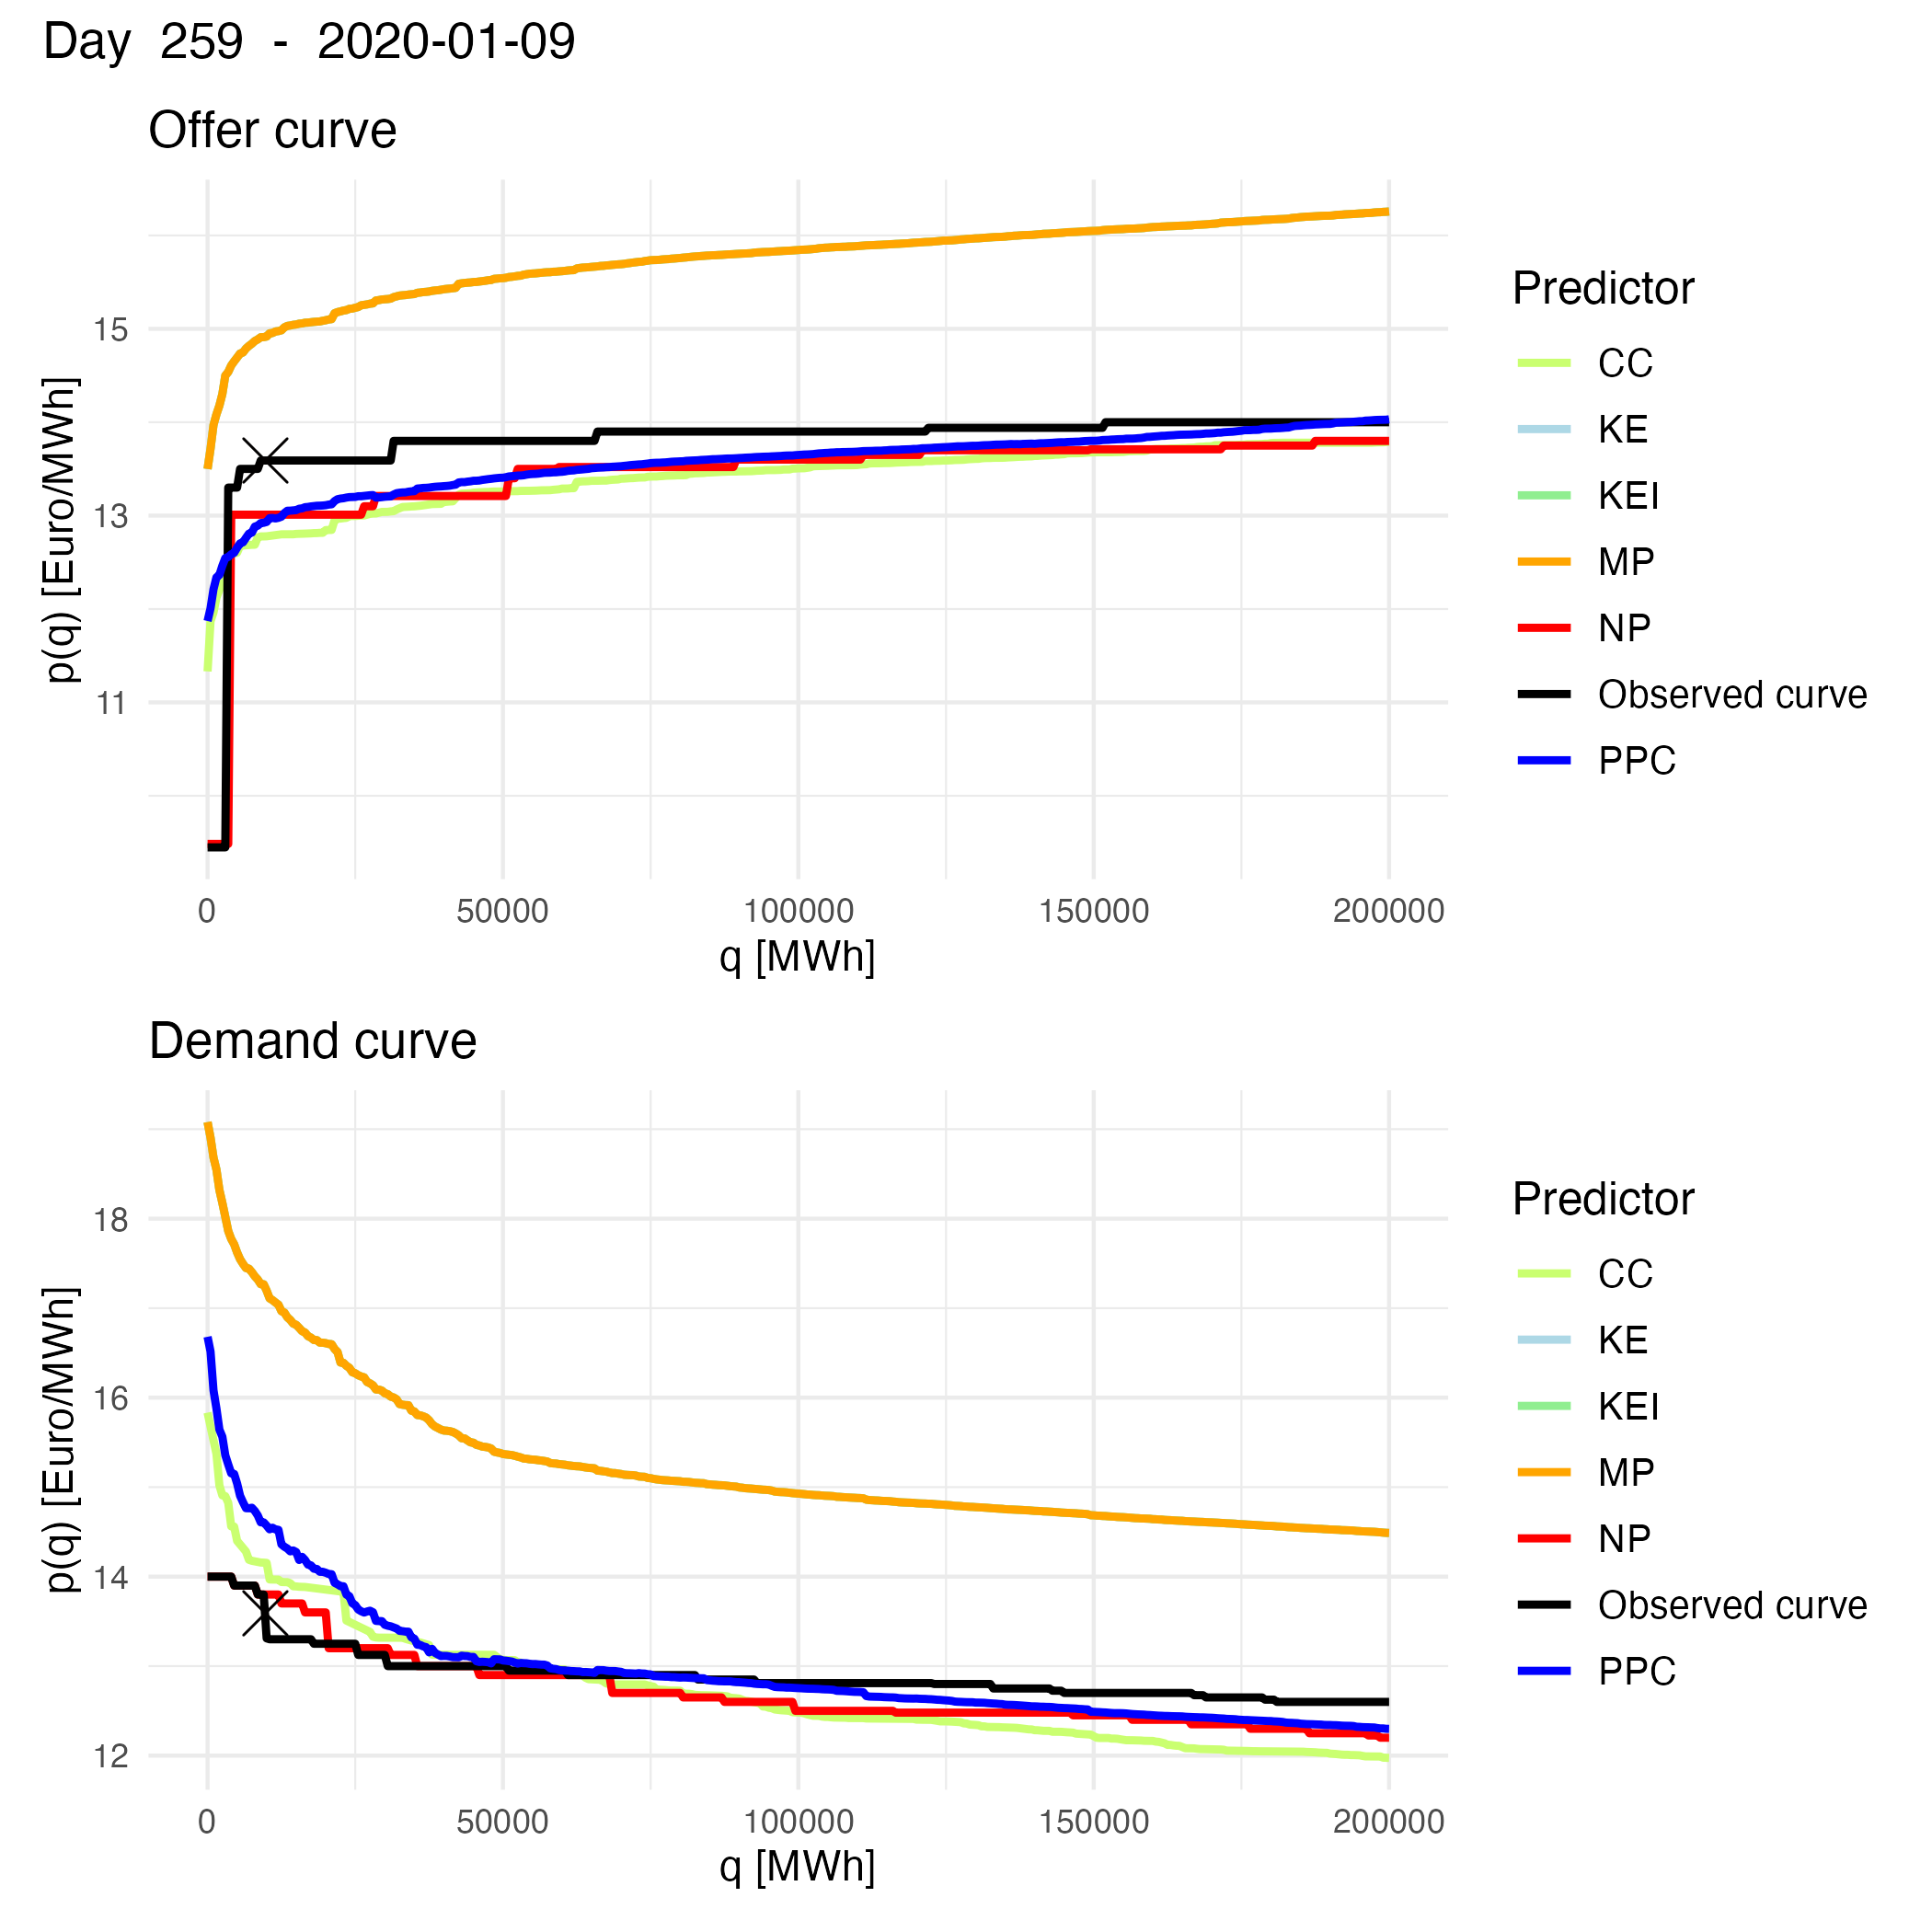 Day 259 - 2020-01-09
Offer curve
p(q) [Euro/MWh]
15
13
11
0 50000 100000 150000 200000
q [MWh]
Predictor
CC
KE
KEI
MP
NP
Observed curve
PPC
Demand curve
p(q) [Euro/MWh]
18
16
14
12
0 50000 100000 150000 200000
q [MWh]
Predictor
CC
KE
KEI
MP
NP
Observed curve
PPC